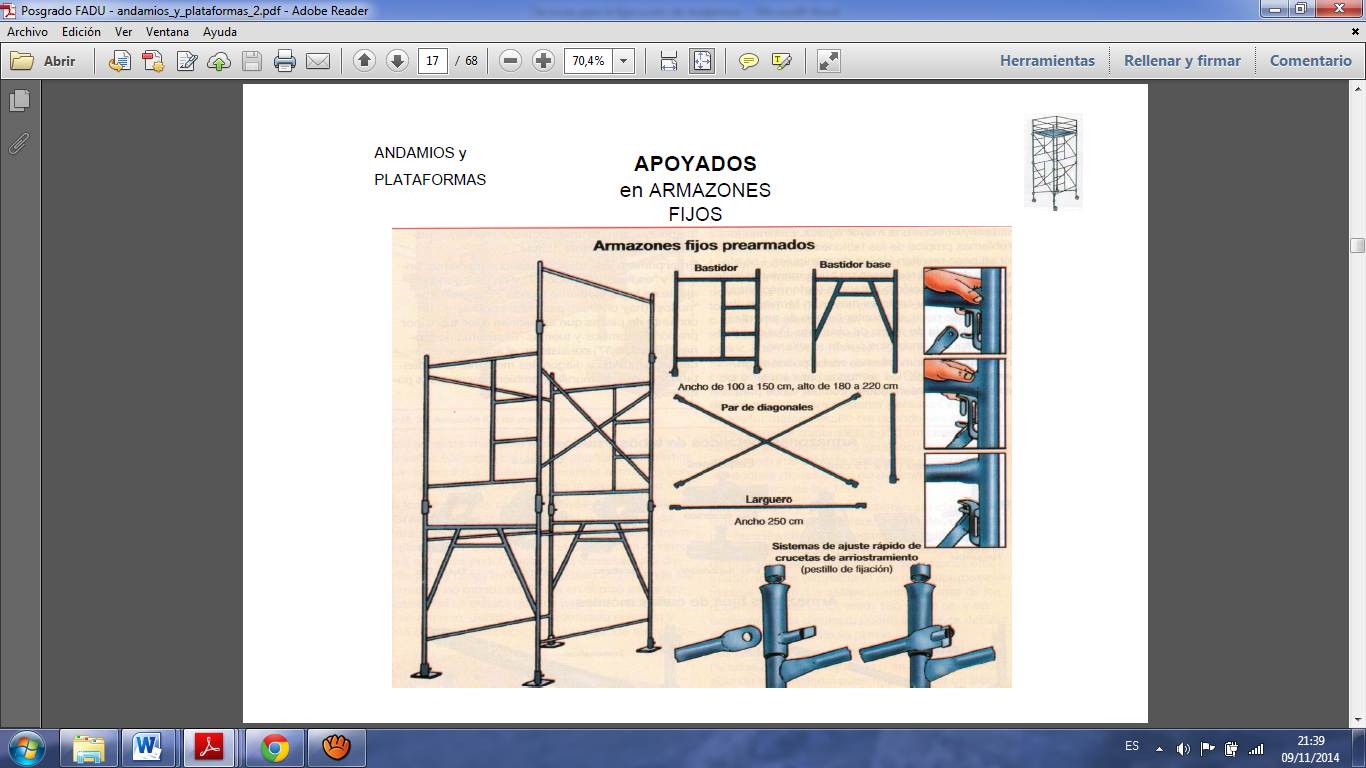 Posgrado FADU - andamios_y_plataformas_2.pdf - Adobe Reader
Archivo Edición Ver Ventana Ayuda
Abrir 17 / 68 70,4% Herramientas Rellenar y firmar Comentario
ANDAMIOS y
PLATAFORMAS
APOYADOS
en ARMAZONES
FIJOS
Armazones fijos prearmados
Bastidor
Bastidor base
Ancho de 100 a 150 cm, alto de 180 a 220 cm
Par de diagonales
Larguero
Ancho 250 cm
Sistemas de ajuste rápido de
crucetas de arriostramiento
(pestillo de fijación)
ES
21:39
09/11/2014